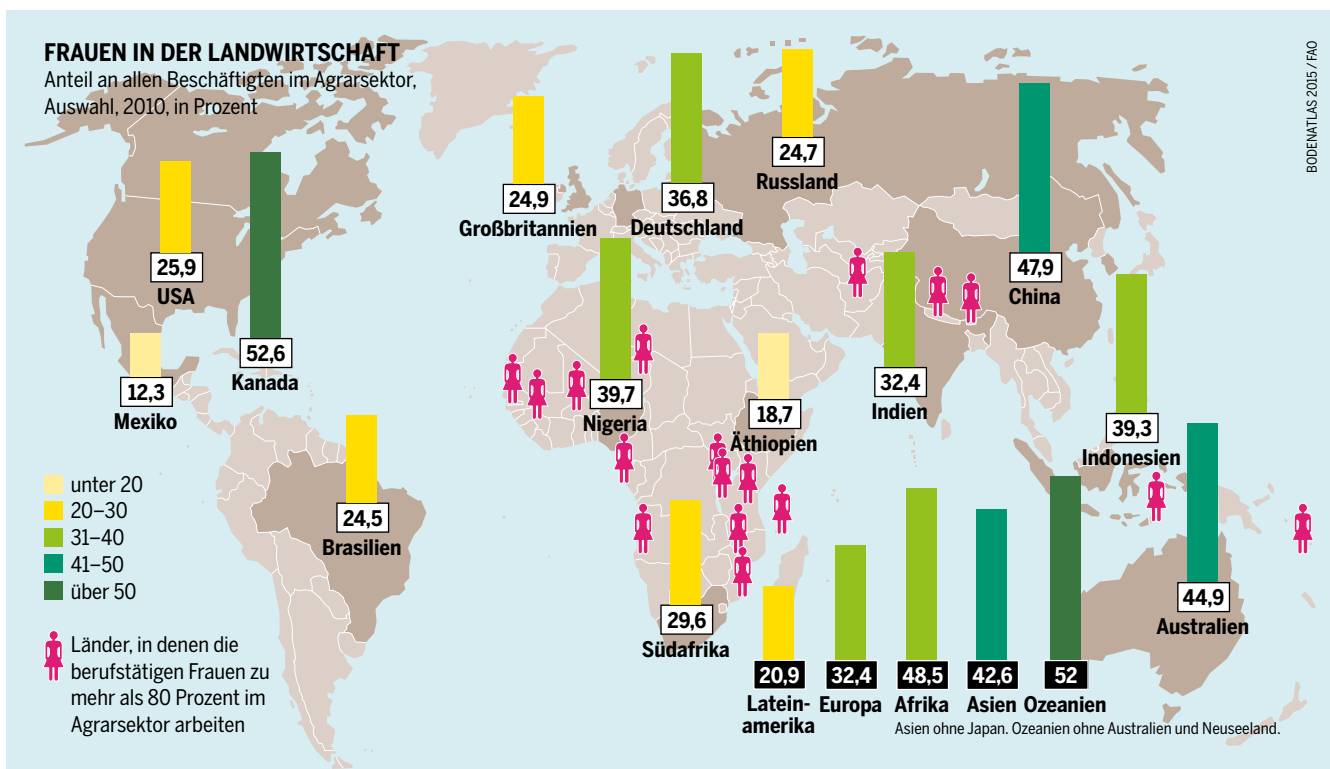 FRAUEN IN DER LANDWIRTSCHAFT
Anteil an allen Beschäftigten im Agrarsektor,
Auswahl, 2010, in Prozent
BODENATLAS 2015 / FAO
25,9
USA
52,6
Kanada
12,3
Mexiko
24,5
Brasilien
24,9
Großbritannien
36,8
Deutschland
24,7
Russland
47,9
China
39,7
Nigeria
18,7
Äthiopien
32,4
Indien
39,3
Indonesien
29,6
Südafrika
44,9
Australien
unter 20
20–30
31–40
41–50
über 50
Länder, in denen die
berufstätigen Frauen zu
mehr als 80 Prozent im
Agrarsektor arbeiten
20,9
Latein-
amerika
32,4
Europa
48,5
Afrika
42,6
Asien
52
Ozeanien
Asien ohne Japan. Ozeanien ohne Australien und Neuseeland.